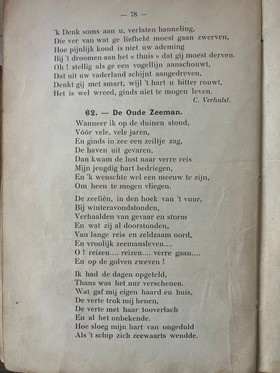 — 78 —
'k Denk soms aan u, verlaten banneling,
Die ver van wat ge liefhebt moest gaan zwerven,
Hoe pijnlijk koud is niet uw ademing
Bij 't droomen aan het « thuis » dat gij moest derven.
Oh ! stellig als ge een vogellijn aanschouwt,
Dat uit uw vaderland schijnt aangedreven,
Denkt gij met smart, wijl 't hart u bitter rouwt,
Het is wel wreed, ginds niet te mogen leven.
C. Verhulst.
62. — De Oude Zeeman.
Wanneer ik op de duinen stond,
Vóór vele, vele jaren,
En ginds in zee een zeiltje zag,
De haven uit gevaren,
Dan kwam de lust naar verre reis
Mijn jeugdig hart bedriegen,
En 'k wenschte wel een meeuw te zijn,
Om heen te mogen vliegen.
De zeeliên, in den hoek van 't vuur,
Bij winteravondstonden,
Verhaalden van gevaar en storm
En wat zij al doorstonden,
Van lange reis en zeldzaam oord,
En vroolijk zeemansleven....
O ! reizen.... reizen.... verre gaan....
En op de golven zweven !
Ik had de dagen opgefeld,
Thans was het uur verschenen.
Wat gaf mij eigen haard en huis,
De verte trok mij henen,
De verte met haar tooverlach
En al het onbekende.
Hoe sloeg mijn hart van ongeduld
Als 't schip zich zeewaarts wendde.